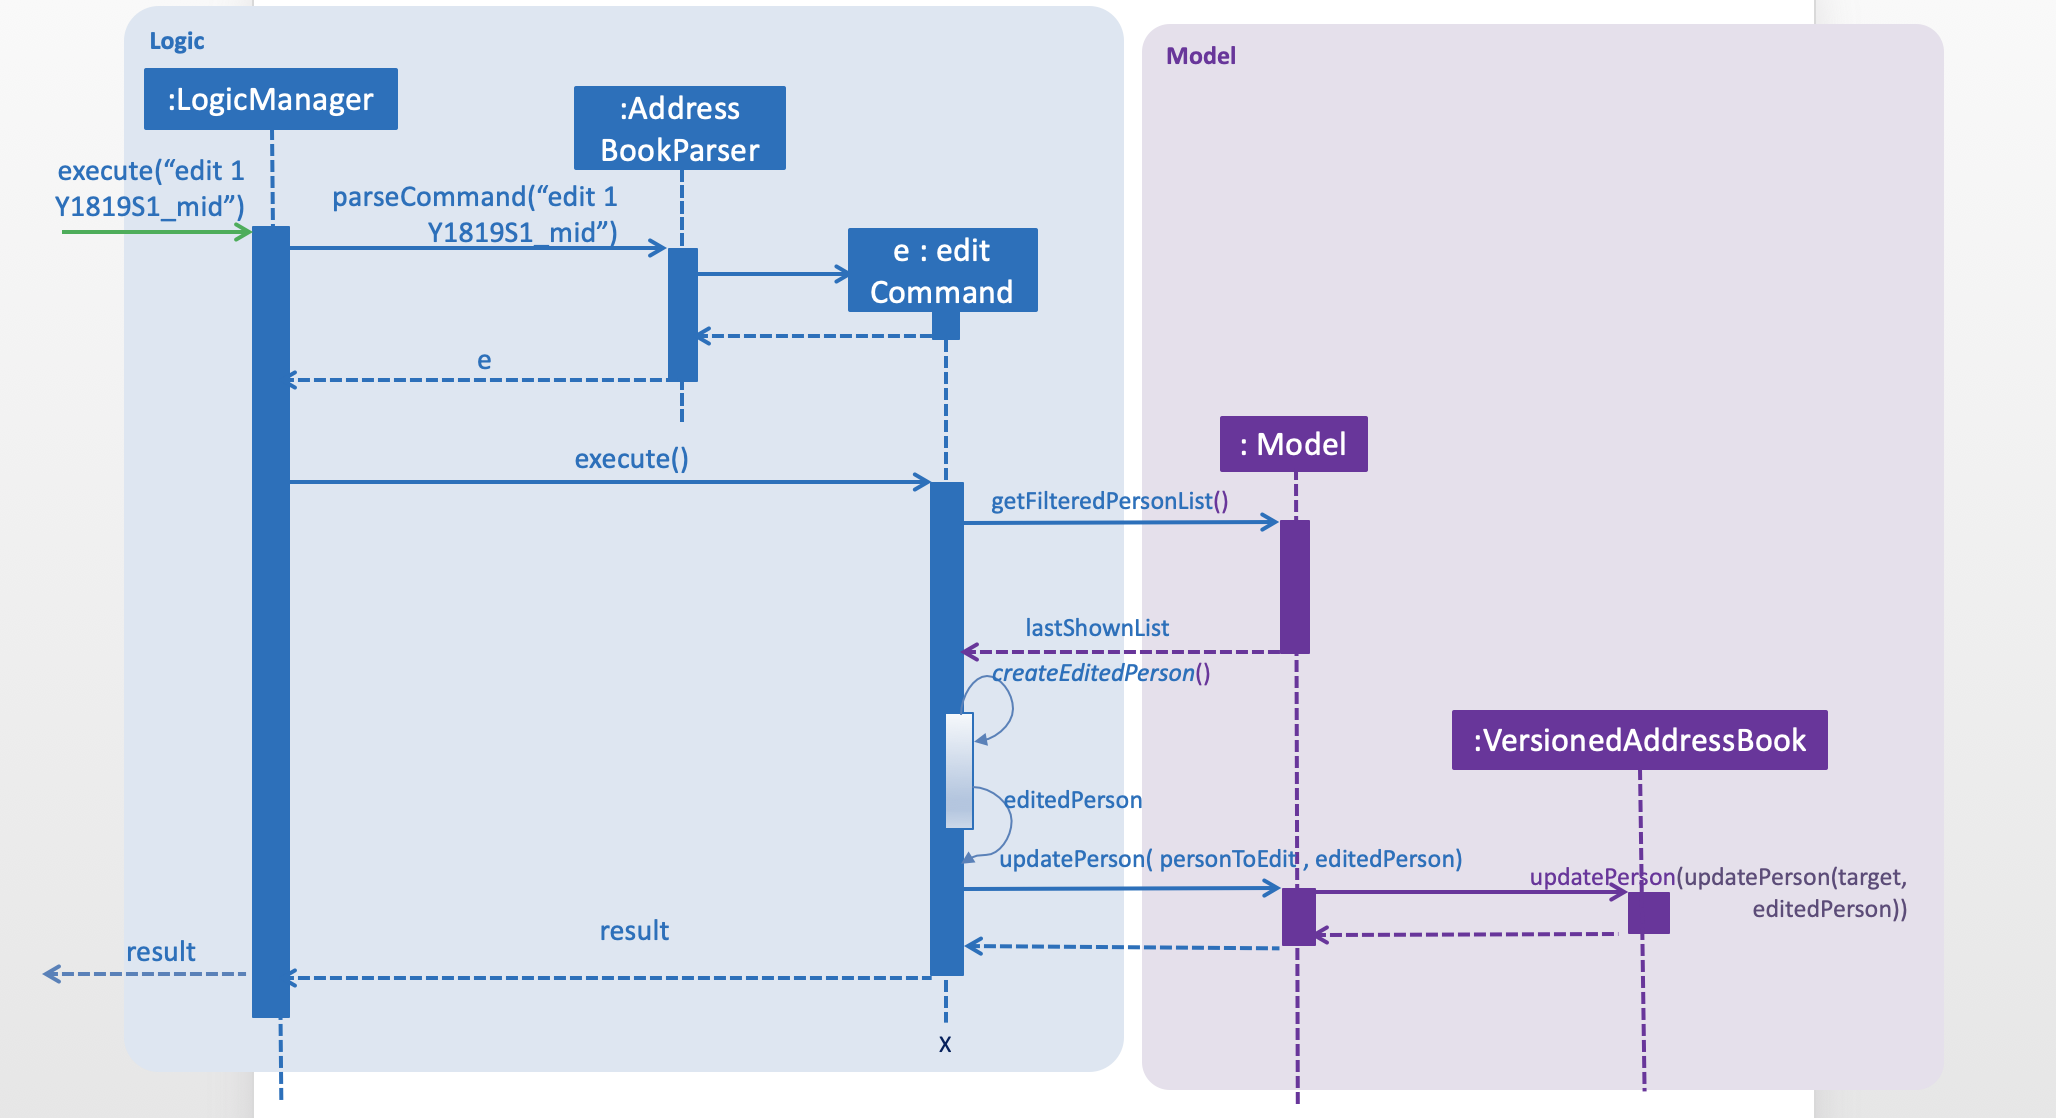 Logic
Model
:LogicManager
:Address
BookParser
execute(“edit 1
Y1819S1_mid”)
parseCommand(“edit 1
Y1819S1_mid”)
e : edit
Command
e
: Model
execute()
getFilteredPersonList()
lastShownList
createEditedPerson()
:VersionedAddressBook
editedPerson
updatePerson( personToEdit , editedPerson)
updatePerson(updatePerson(target,
editedPerson))
result
result
x